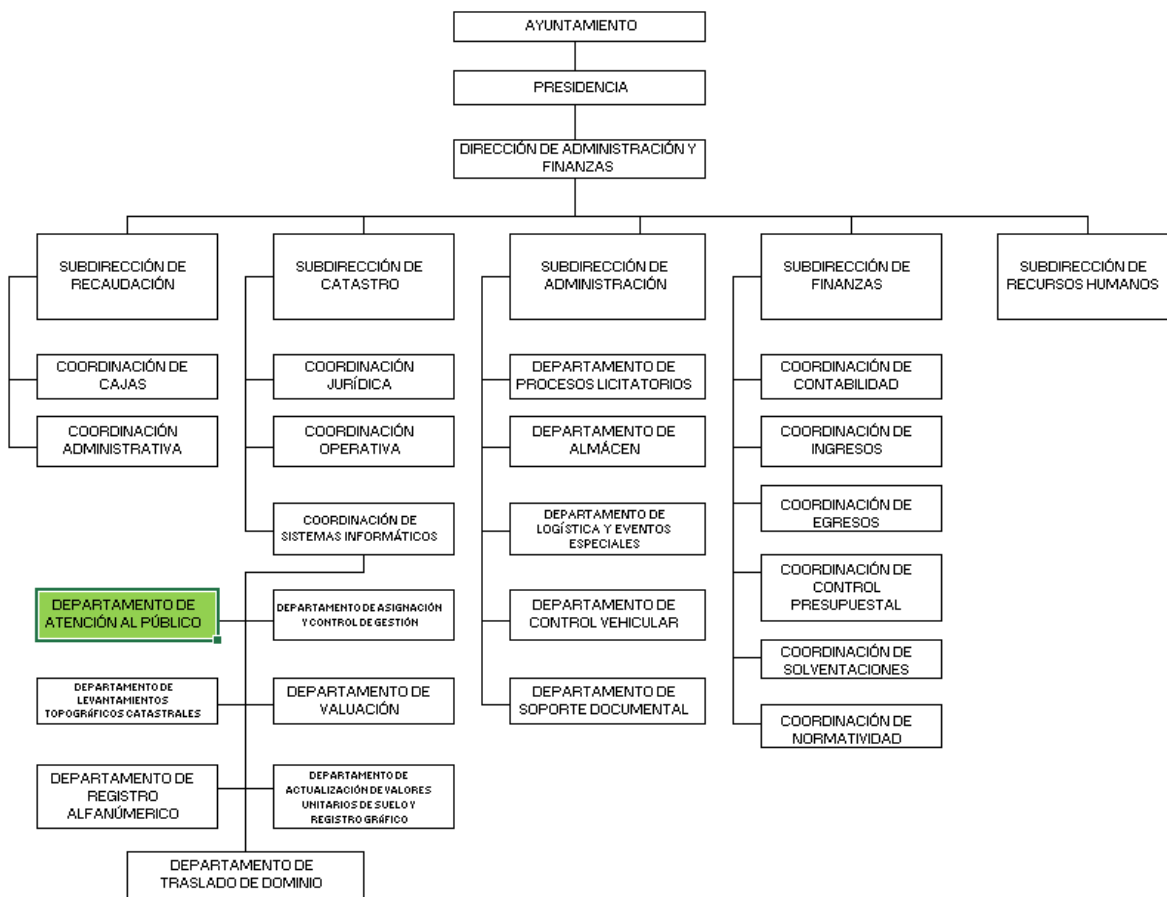 AYUNTAMIENTO
PRESIDENCIA
DIRECCIÓN DE ADMINISTRACIÓN Y
FINANZAS
SUBDIRECCIÓN DE
RECAUDACIÓN
SUBDIRECCIÓN DE
CATASTRO
SUBDIRECCIÓN DE
ADMINISTRACIÓN
SUBDIRECCIÓN DE
FINANZAS
SUBDIRECCIÓN DE
RECURSOS HUMANOS
COORDINACIÓN DE
CAJAS
COORDINACIÓN
JURÍDICA
DEPARTAMENTO DE
PROCESOS LICITATORIOS
COORDINACIÓN DE
CONTABILIDAD
COORDINACIÓN
ADMINISTRATIVA
COORDINACIÓN
OPERATIVA
DEPARTAMENTO DE
ALMÁCEN
COORDINACIÓN DE
INGRESOS
COORDINACIÓN DE
SISTEMAS INFORMÁTICOS
DEPARTAMENTO DE
LOGÍSTICA Y EVENTOS
ESPECIALES
COORDINACIÓN DE
EGRESOS
DEPARTAMENTO DE
ATENCIÓN AL PÚBLICO
DEPARTAMENTO DE ASIGNACIÓN
Y CONTROL DE GESTIÓN
DEPARTAMENTO DE
CONTROL VEHICULAR
COORDINACIÓN DE
CONTROL
PRESUPUESTAL
DEPARTAMENTO DE
LEVANTAMIENTOS
TOPOGRÁFICOS CATASTRALES
DEPARTAMENTO DE
VALUACIÓN
DEPARTAMENTO DE
SOPORTE DOCUMENTAL
COORDINACIÓN DE
SOLVENTACIONES
COORDINACIÓN DE
NORMATIVIDAD
DEPARTAMENTO DE
REGISTRO
ALFANÚMERICO
DEPARTAMENTO DE
ACTUALIZACIÓN DE VALORES
UNITARIOS DE SUELO Y
REGISTRO GRÁFICO
DEPARTAMENTO DE
TRASLADO DE DOMINIO